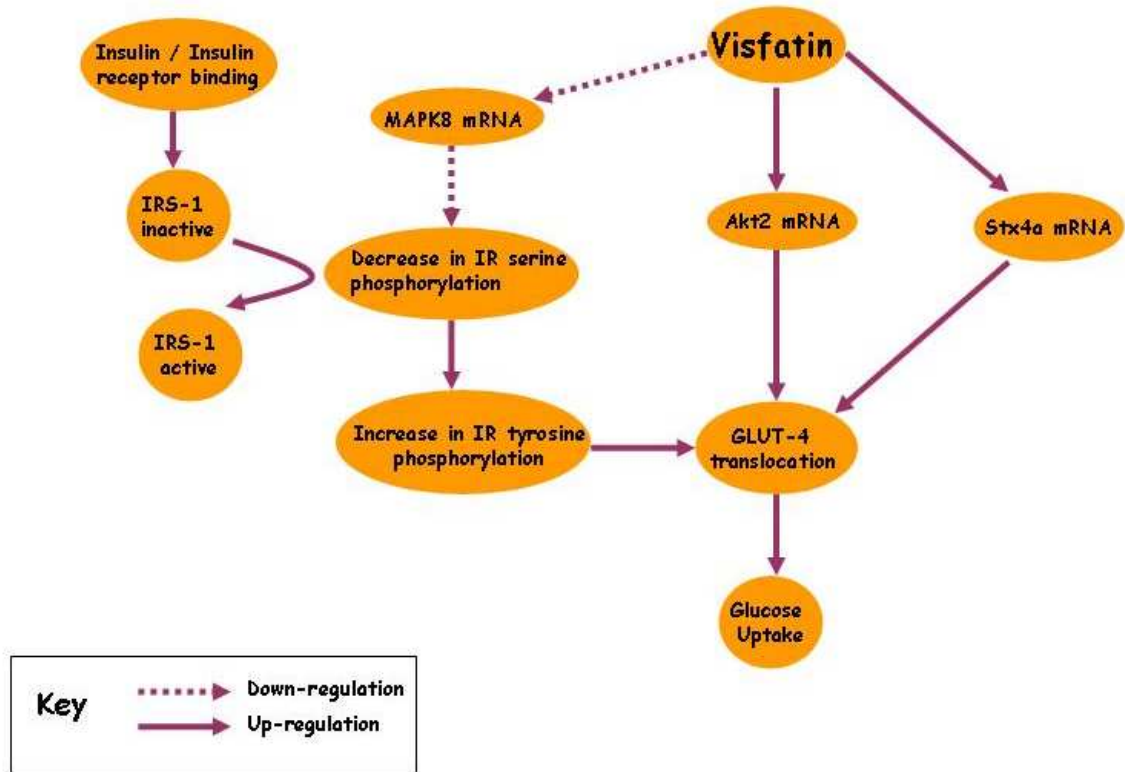 Insulin / Insulin
receptor binding
Visfatin
MAPK8 mRNA
IRS-1
inactive
Akt2 mRNA
Stx4a mRNA
Decrease in IR serine
phosphorylation
IRS-1
active
Increase in IR tyrosine
phosphorylation
GLUT-4
translocation
Glucose
Uptake
Key
Down-regulation
Up-regulation